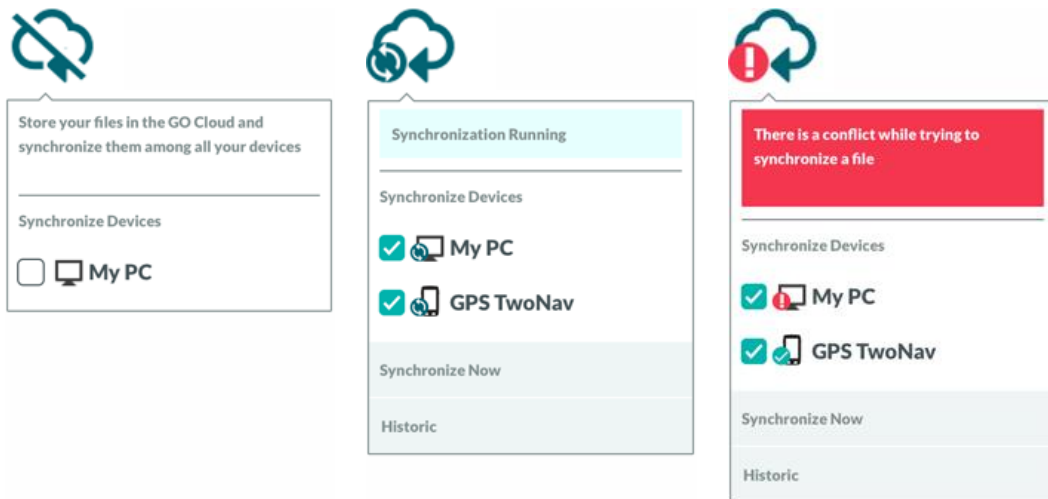 Store your files in the GO Cloud and
synchronize them among all your devices
Synchronize Devices
My PC
Synchronization Running
Synchronize Devices
My PC
GPS TwoNav
Synchronize Now
Historic
There is a conflict while trying to
synchronize a file
Synchronize Devices
My PC
GPS TwoNav
Synchronize Now
Historic